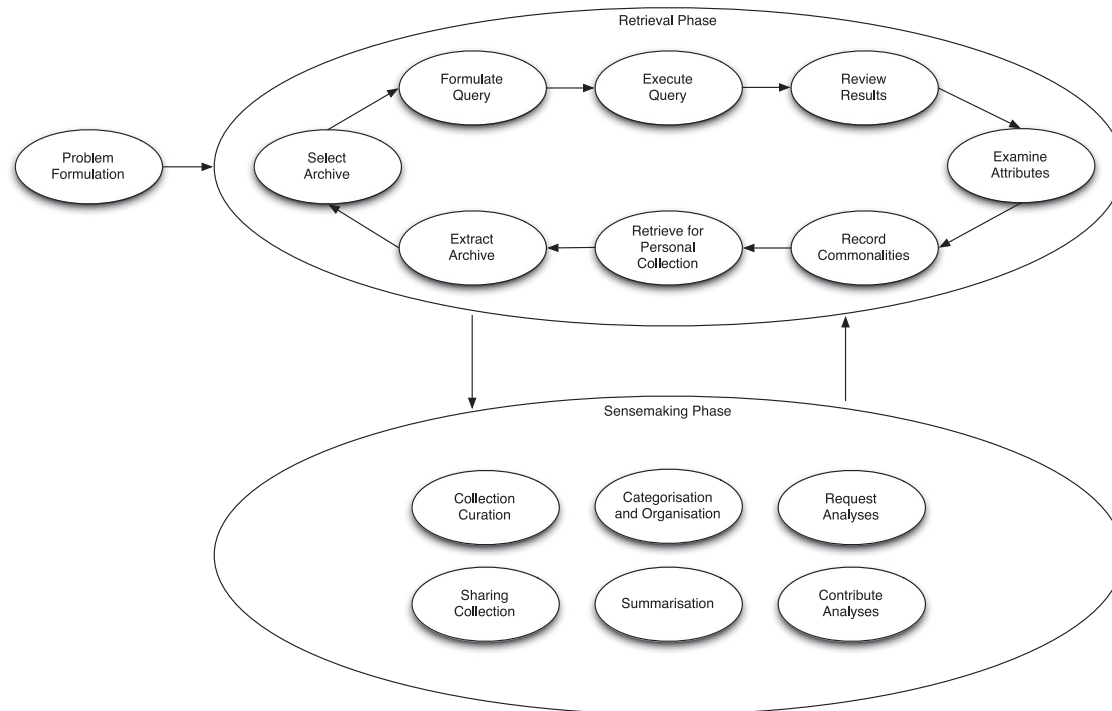 Retrieval Phase
Formulate
Query
Execute
Query
Review
Results
Problem
Formulation
Select
Archive
Examine
Attributes
Extract
Archive
Retrieve for
Personal
Collection
Record
Commonalities
Sensemaking Phase
Collection
Curation
Categorisation
and Organisation
Request
Analyses
Sharing
Collection
Summarisation
Contribute
Analyses